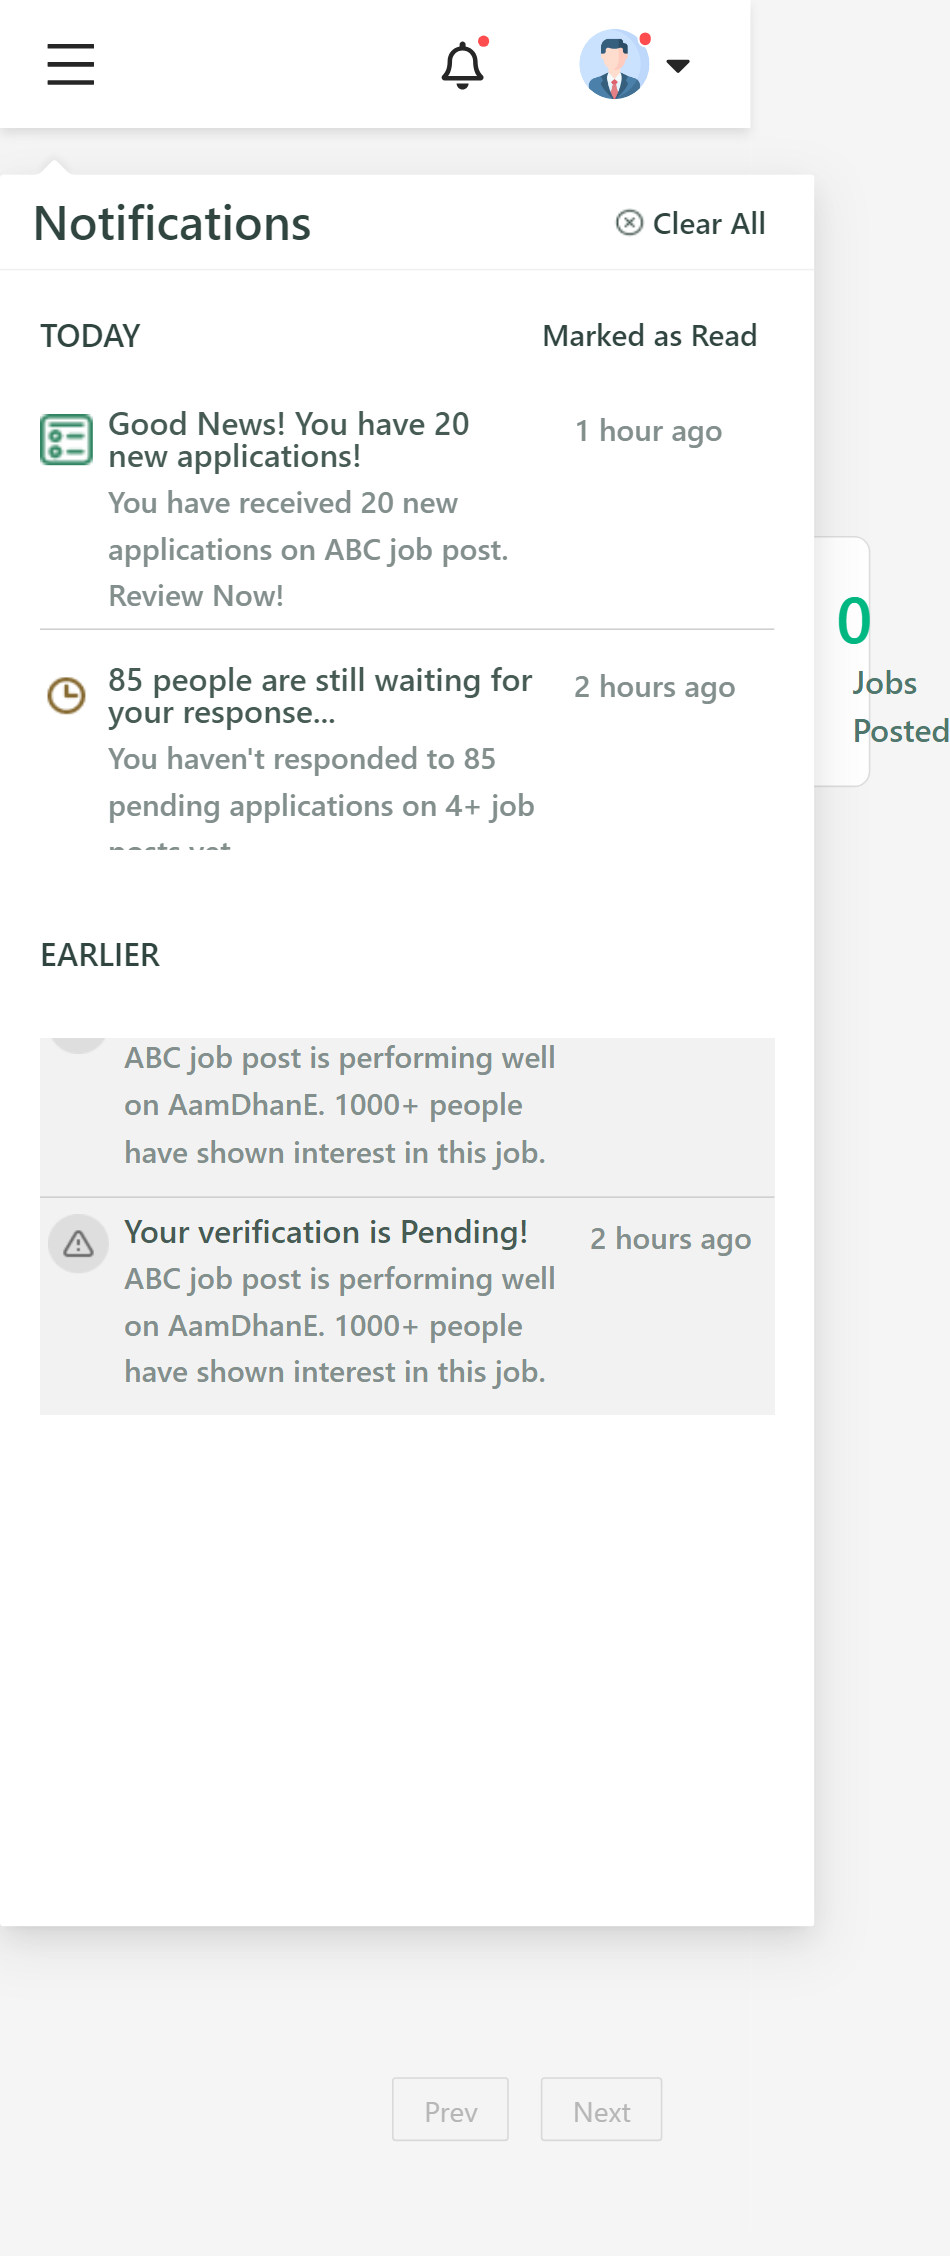 Notifications
Clear All
TODAY
Marked as Read
Good News! You have 20
new applications!
1 hour ago
You have received 20 new
applications on ABC job post.
Review Now!
0
Jobs
Posted
85 people are still waiting for
your response...
2 hours ago
You haven't responded to 85
pending applications on 4+ job
posts yet
EARLIER
ABC job post is performing well
on AamDhanE. 1000+ people
have shown interest in this job.
Your verification is Pending!
2 hours ago
ABC job post is performing well
on AamDhanE. 1000+ people
have shown interest in this job.
Prev
Next